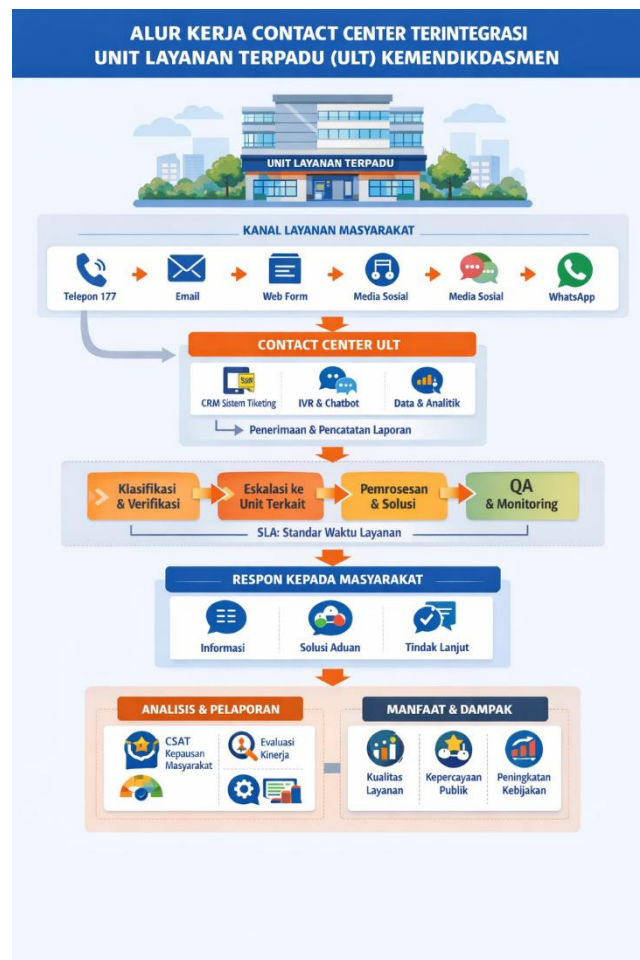 ALUR KERJA CONTACT CENTER TERINTEGRASI
UNIT LAYANAN TERPADU (ULT) KEMENDIKDASMEN
UNIT LAYANAN TERPADU
KANAL LAYANAN MASYARAKAT
Telepon 177
Email
Web Form
Media Sosial
Media Sosial
WhatsApp
CONTACT CENTER ULT
CRM Sistem Tiketing
IVR & Chatbot
Data & Analitik
Penerimaan & Pencatatan Laporan
Klasifikasi
& Verifikasi
Eskalasi ke
Unit Terkait
Pemrosesan
& Solusi
QA
& Monitoring
SLA: Standar Waktu Layanan
RESPON KEPADA MASYARAKAT
Informasi
Solusi Aduan
Tindak Lanjut
ANALISIS & PELAPORAN
CSAT
Kepausan
Masyarakat
Evaluasi
Kinerja
MANFAAT & DAMPAK
Kualitas
Layanan
Kepercayaan
Publik
Peningkatan
Kebijakan